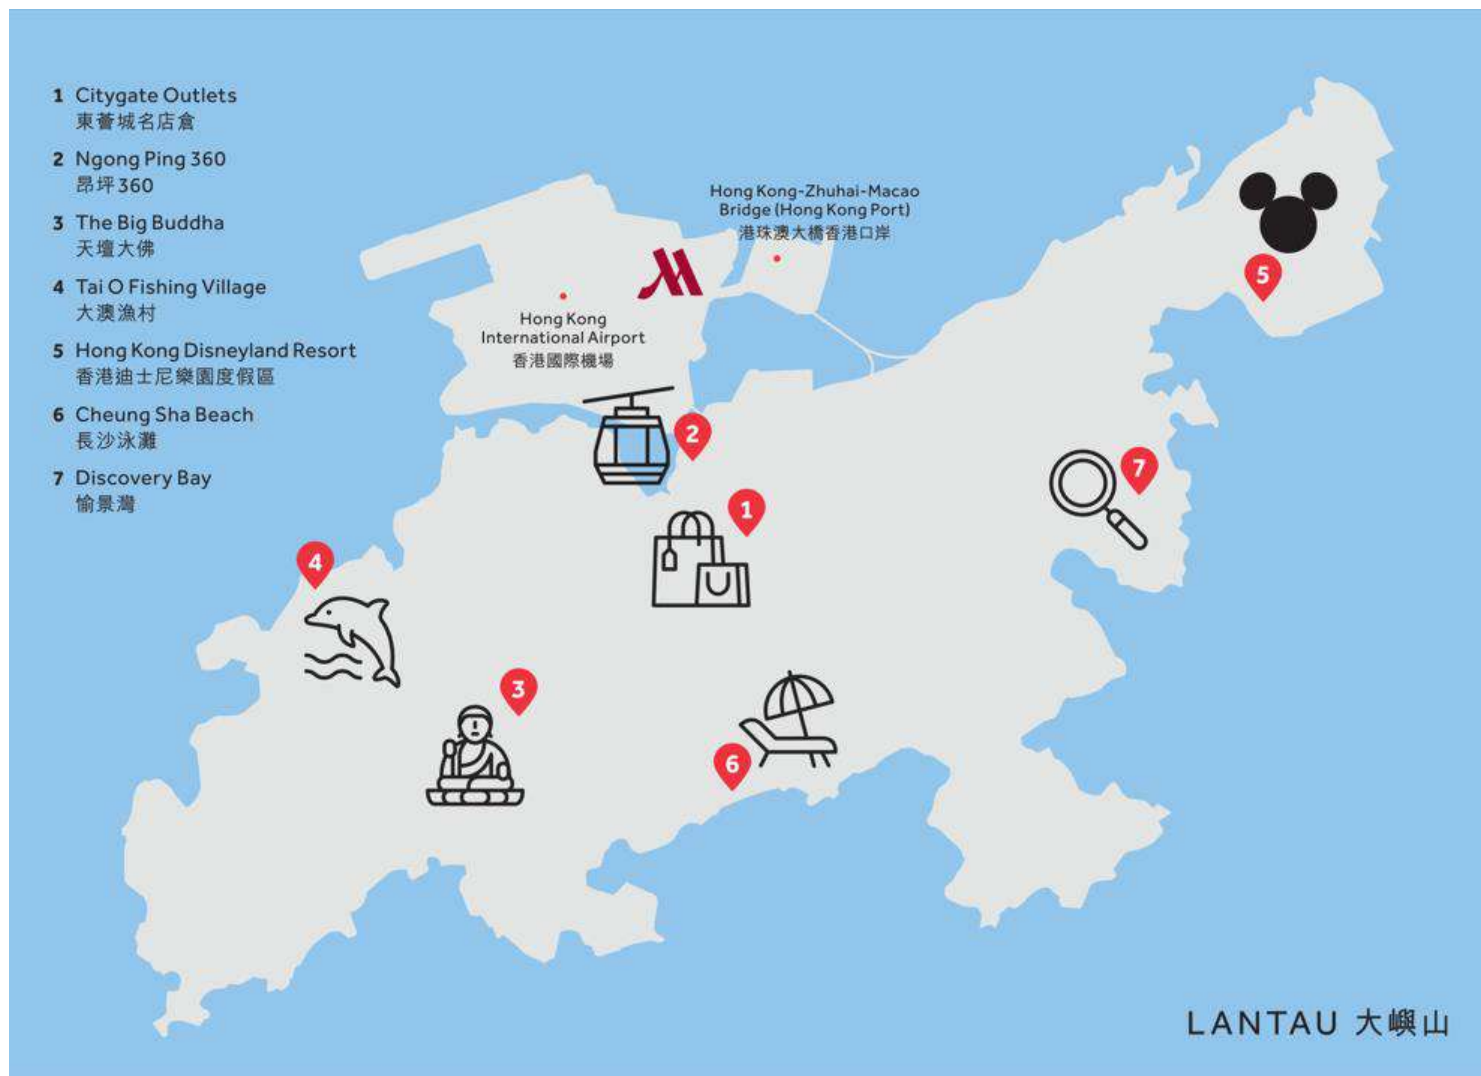 1 Citygate Outlets
東薈城名店倉
2 Ngong Ping 360
昂坪360
3 The Big Buddha
天壇大佛
4 Tai O Fishing Village
大澳漁村
5 Hong Kong Disneyland Resort
香港迪士尼樂園度假區
6 Cheung Sha Beach
長沙泳灘
7 Discovery Bay
愉景灣
Hong Kong-Zhuhai-Macao
Bridge (Hong Kong Port)
港珠澳大橋香港口岸
5
Hong Kong
International Airport
香港國際機場
2
7
1
4
3
6
LANTAU 大嶼山